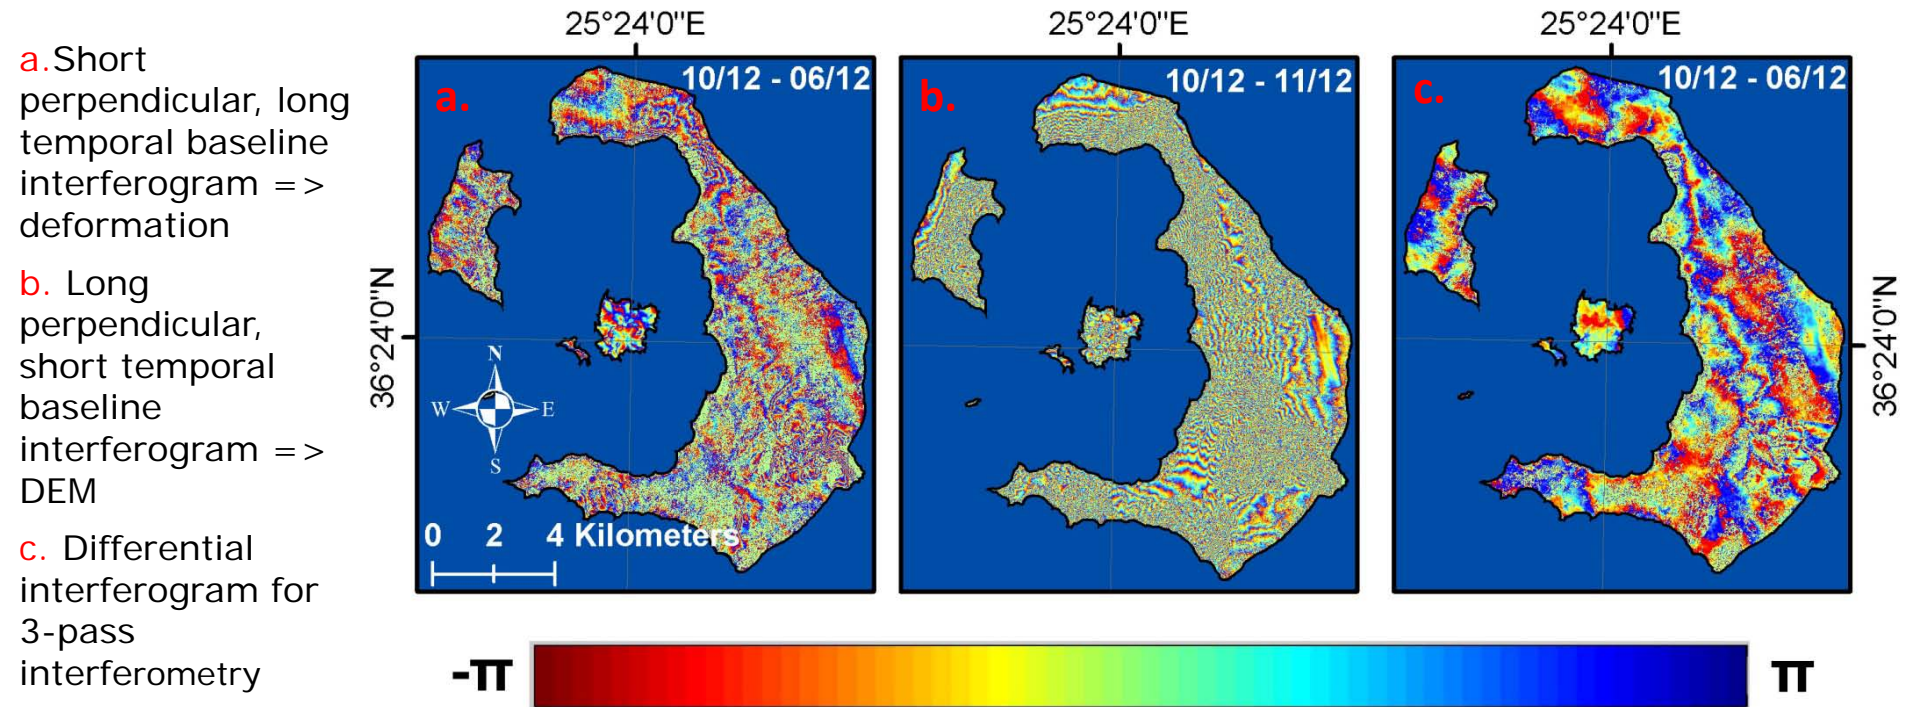 a.Short
perpendicular, long
temporal baseline
interferogram =>
deformation
b. Long
perpendicular,
short temporal
baseline
interferogram =>
DEM
c. Differential
interferogram for
3-pass
interferometry
25°24'0"E
25°24'0"E
25°24'0"E
a.
10/12 - 06/12
b.
10/12 - 11/12
c.
10/12 - 06/12
36°24'0"N
36°24'0"N
N
W
E
S
0 2 4 Kilometers
-π
π